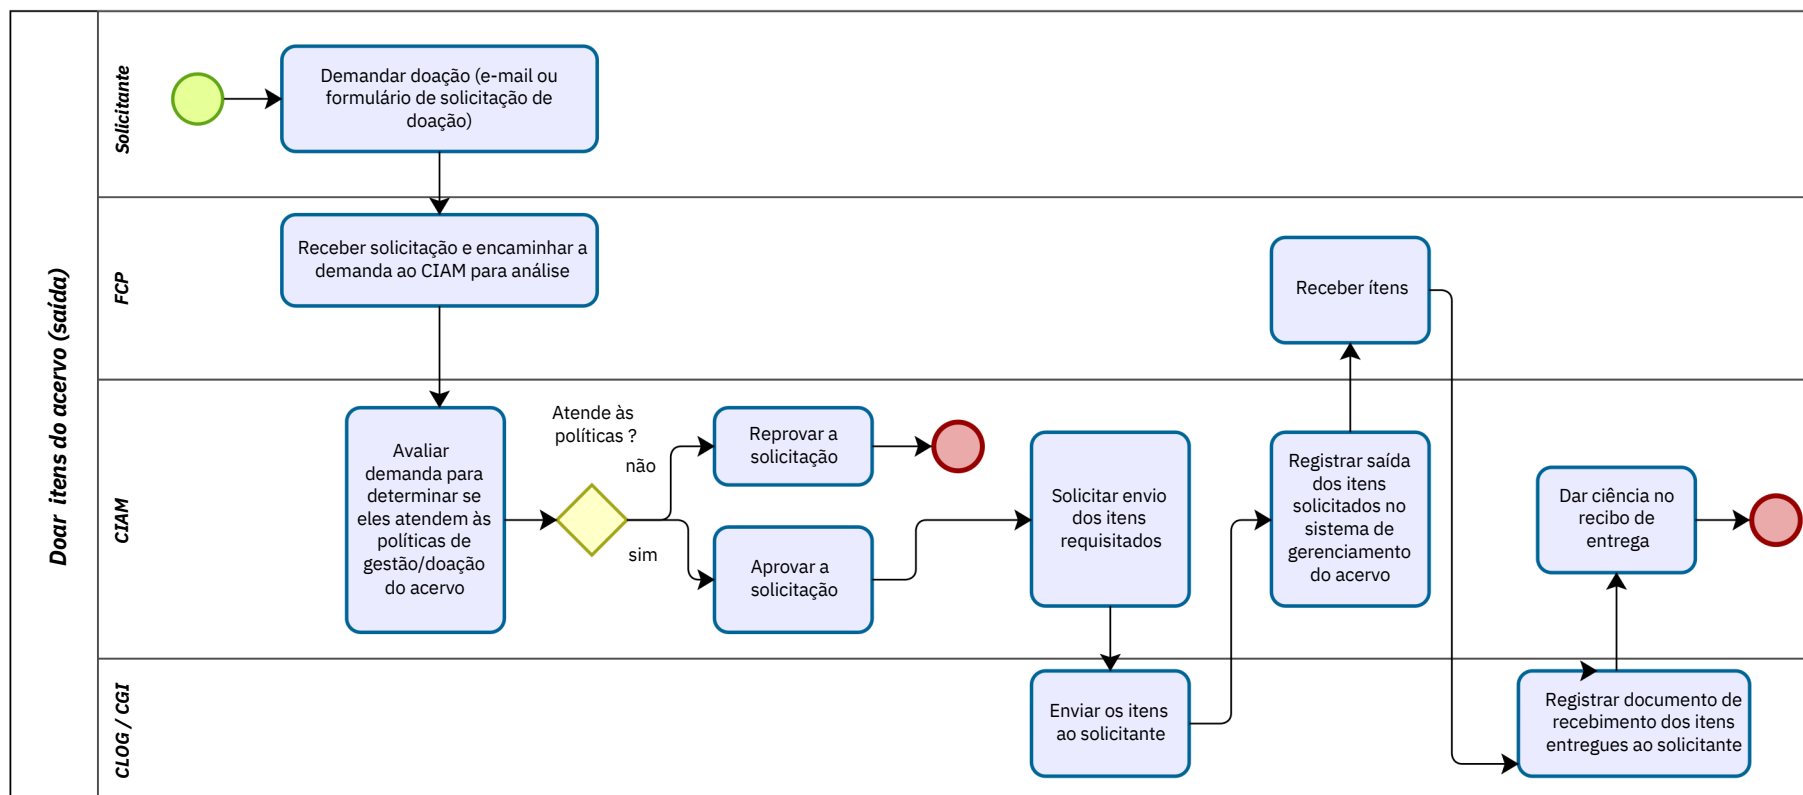 Doar itens do acervo (saída)
Solicitante
Demandar doação (e-mail ou
formulário de solicitação de
doação)
FCP
Receber solicitação e encaminhar a
demanda ao CIAM para análise
Receber ítens
CIAM
Avaliar
demanda para
determinar se
eles atendem às
políticas de
gestão/doação
do acervo
Atende às
políticas ?
não
sim
Reprovar a
solicitação
Aprovar a
solicitação
Solicitar envio
dos itens
requisitados
Registrar saída
dos itens
solicitados no
sistema de
gerenciamento
do acervo
Dar ciência no
recibo de
entrega
CLOG / CGI
Enviar os itens
ao solicitante
Registrar documento de
recebimento dos itens
entregues ao solicitante